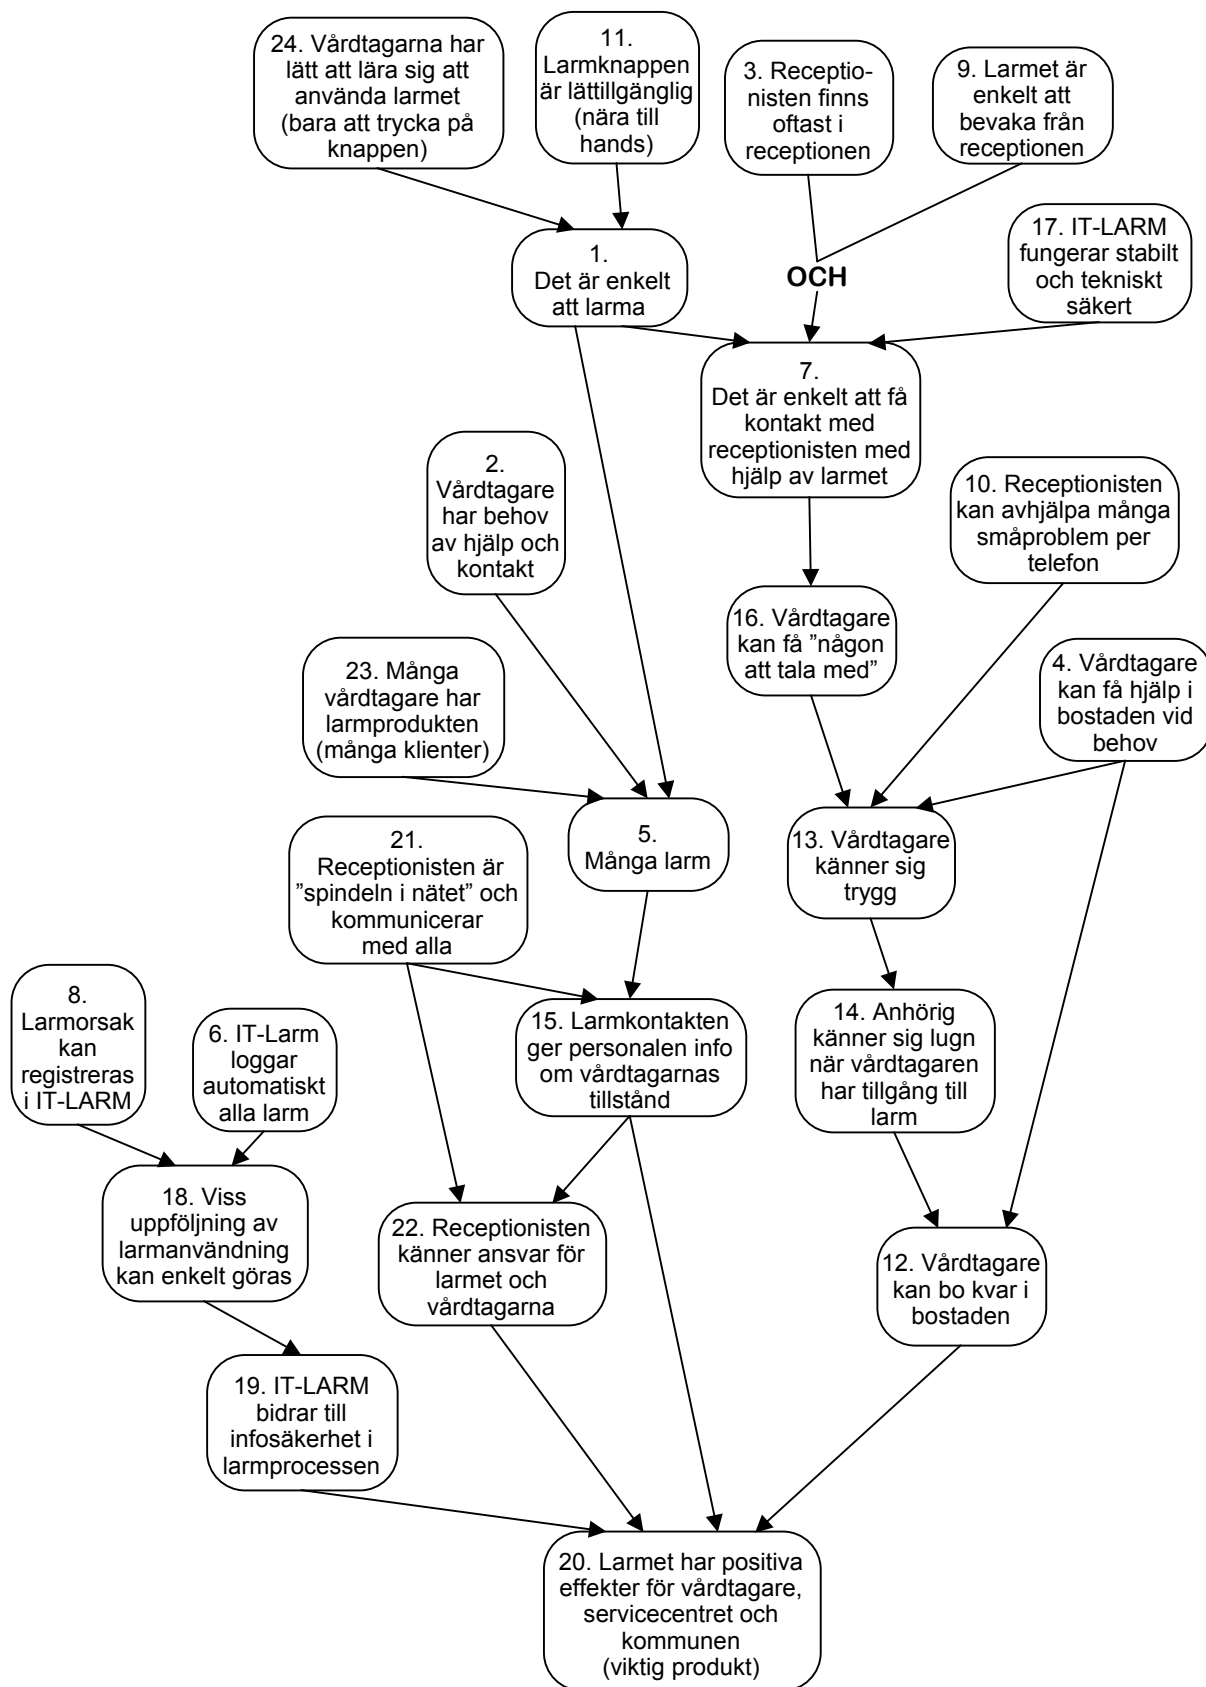 24. Vårdtagarna har
lätt att lära sig att
använda larmet
(bara att trycka på
knappen)
11.
Larmknappen
är lättillgänglig
(nära till
hands)
3. Receptio-
nisten finns
oftast i
receptionen
9. Larmet är
enkelt att
bevaka från
receptionen
1.
Det är enkelt
att larma
OCH
17. IT-LARM
fungerar stabilt
och tekniskt
säkert
7.
Det är enkelt att få
kontakt med
receptionisten med
hjälp av larmet
2.
Vårdtagare
har behov
av hjälp och
kontakt
10. Receptionisten
kan avhjälpa många
småproblem per
telefon
16. Vårdtagare
kan få ”någon
att tala med”
23. Många
vårdtagare har
larmprodukten
(många klienter)
4. Vårdtagare
kan få hjälp i
bostaden vid
behov
5.
Många larm
13. Vårdtagare
känner sig
trygg
21.
Receptionisten är
”spindeln i nätet” och
kommunicerar
med alla
8.
Larmorsak
kan
registreras
i IT-LARM
6. IT-Larm
loggar
automatiskt
alla larm
15. Larmkontakten
ger personalen info
om vårdtagarnas
tillstånd
14. Anhörig
känner sig lugn
när vårdtagaren
har tillgång till
larm
18. Viss
uppföljning av
larmanvändning
kan enkelt göras
22. Receptionisten
känner ansvar för
larmet och
vårdtagarna
12. Vårdtagare
kan bo kvar i
bostaden
19. IT-LARM
bidrar till
infosäkerhet i
larmprocessen
20. Larmet har positiva
effekter för vårdtagare,
servicecentret och
kommunen
(viktig produkt)